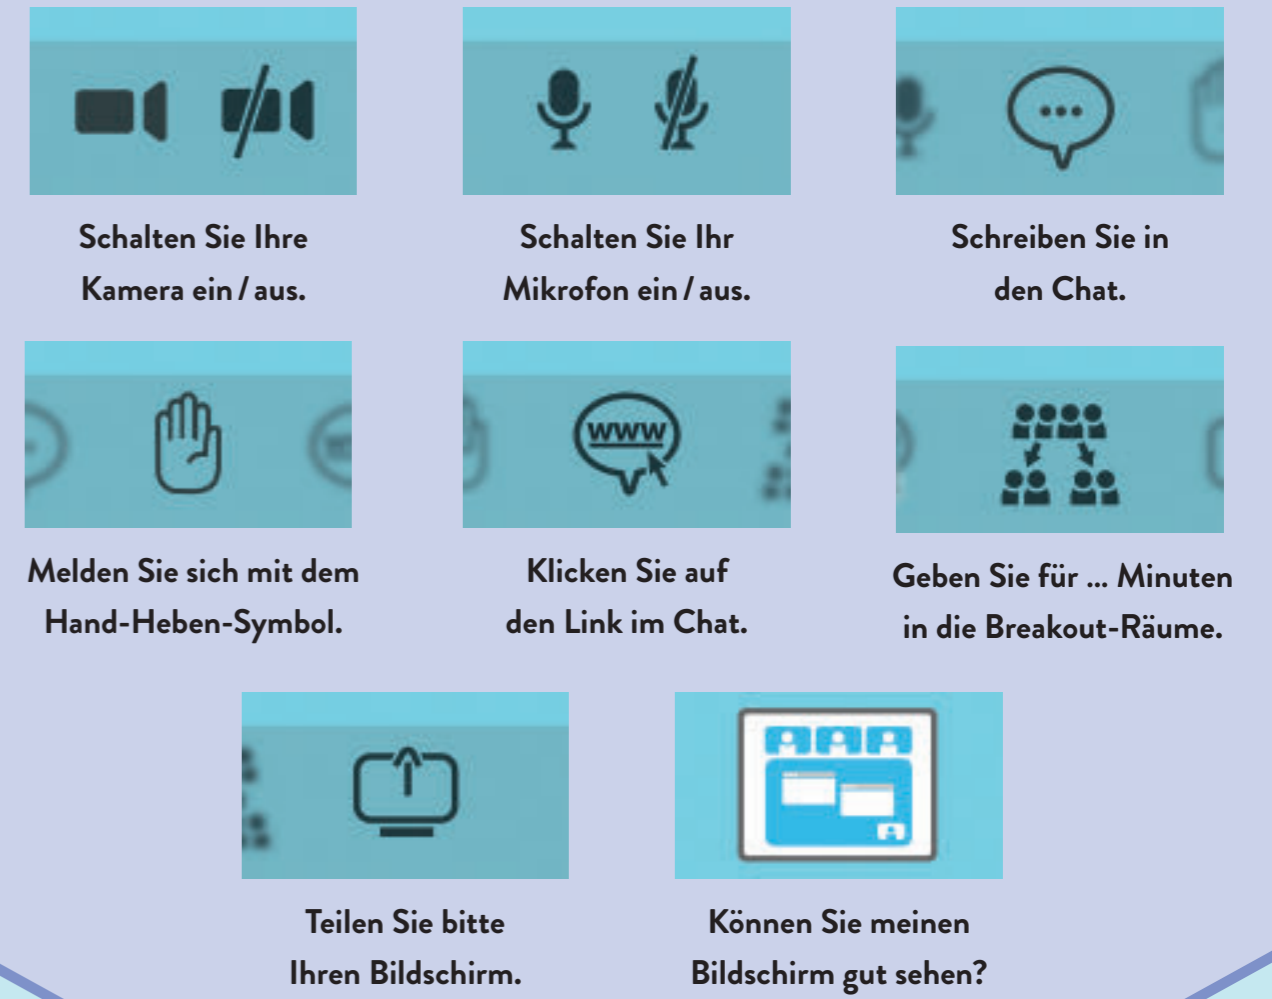 Schalten Sie Ihre
Kamera ein / aus.
Schalten Sie Ihr
Mikrofon ein / aus.
Schreiben Sie in
den Chat.
Melden Sie sich mit dem
Hand-Heben-Symbol.
www
Klicken Sie auf
den Link im Chat.
Geben Sie für ... Minuten
in die Breakout-Räume.
Teilen Sie bitte
Ihren Bildschirm.
Können Sie meinen
Bildschirm gut sehen?